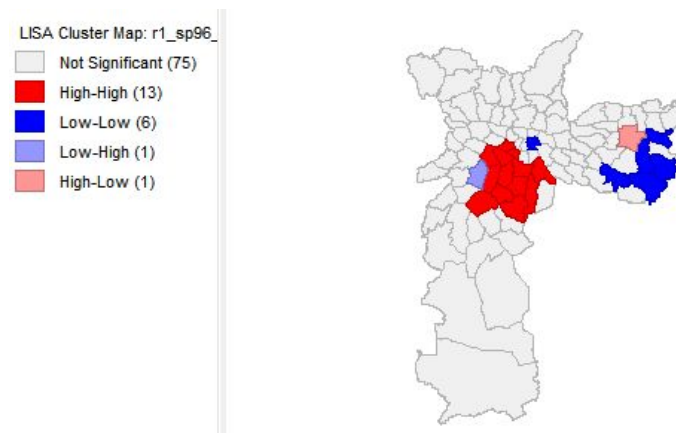 LISA Cluster Map: r1_sp96_
Not Significant (75)
High-High (13)
Low-Low (6)
Low-High (1)
High-Low (1)